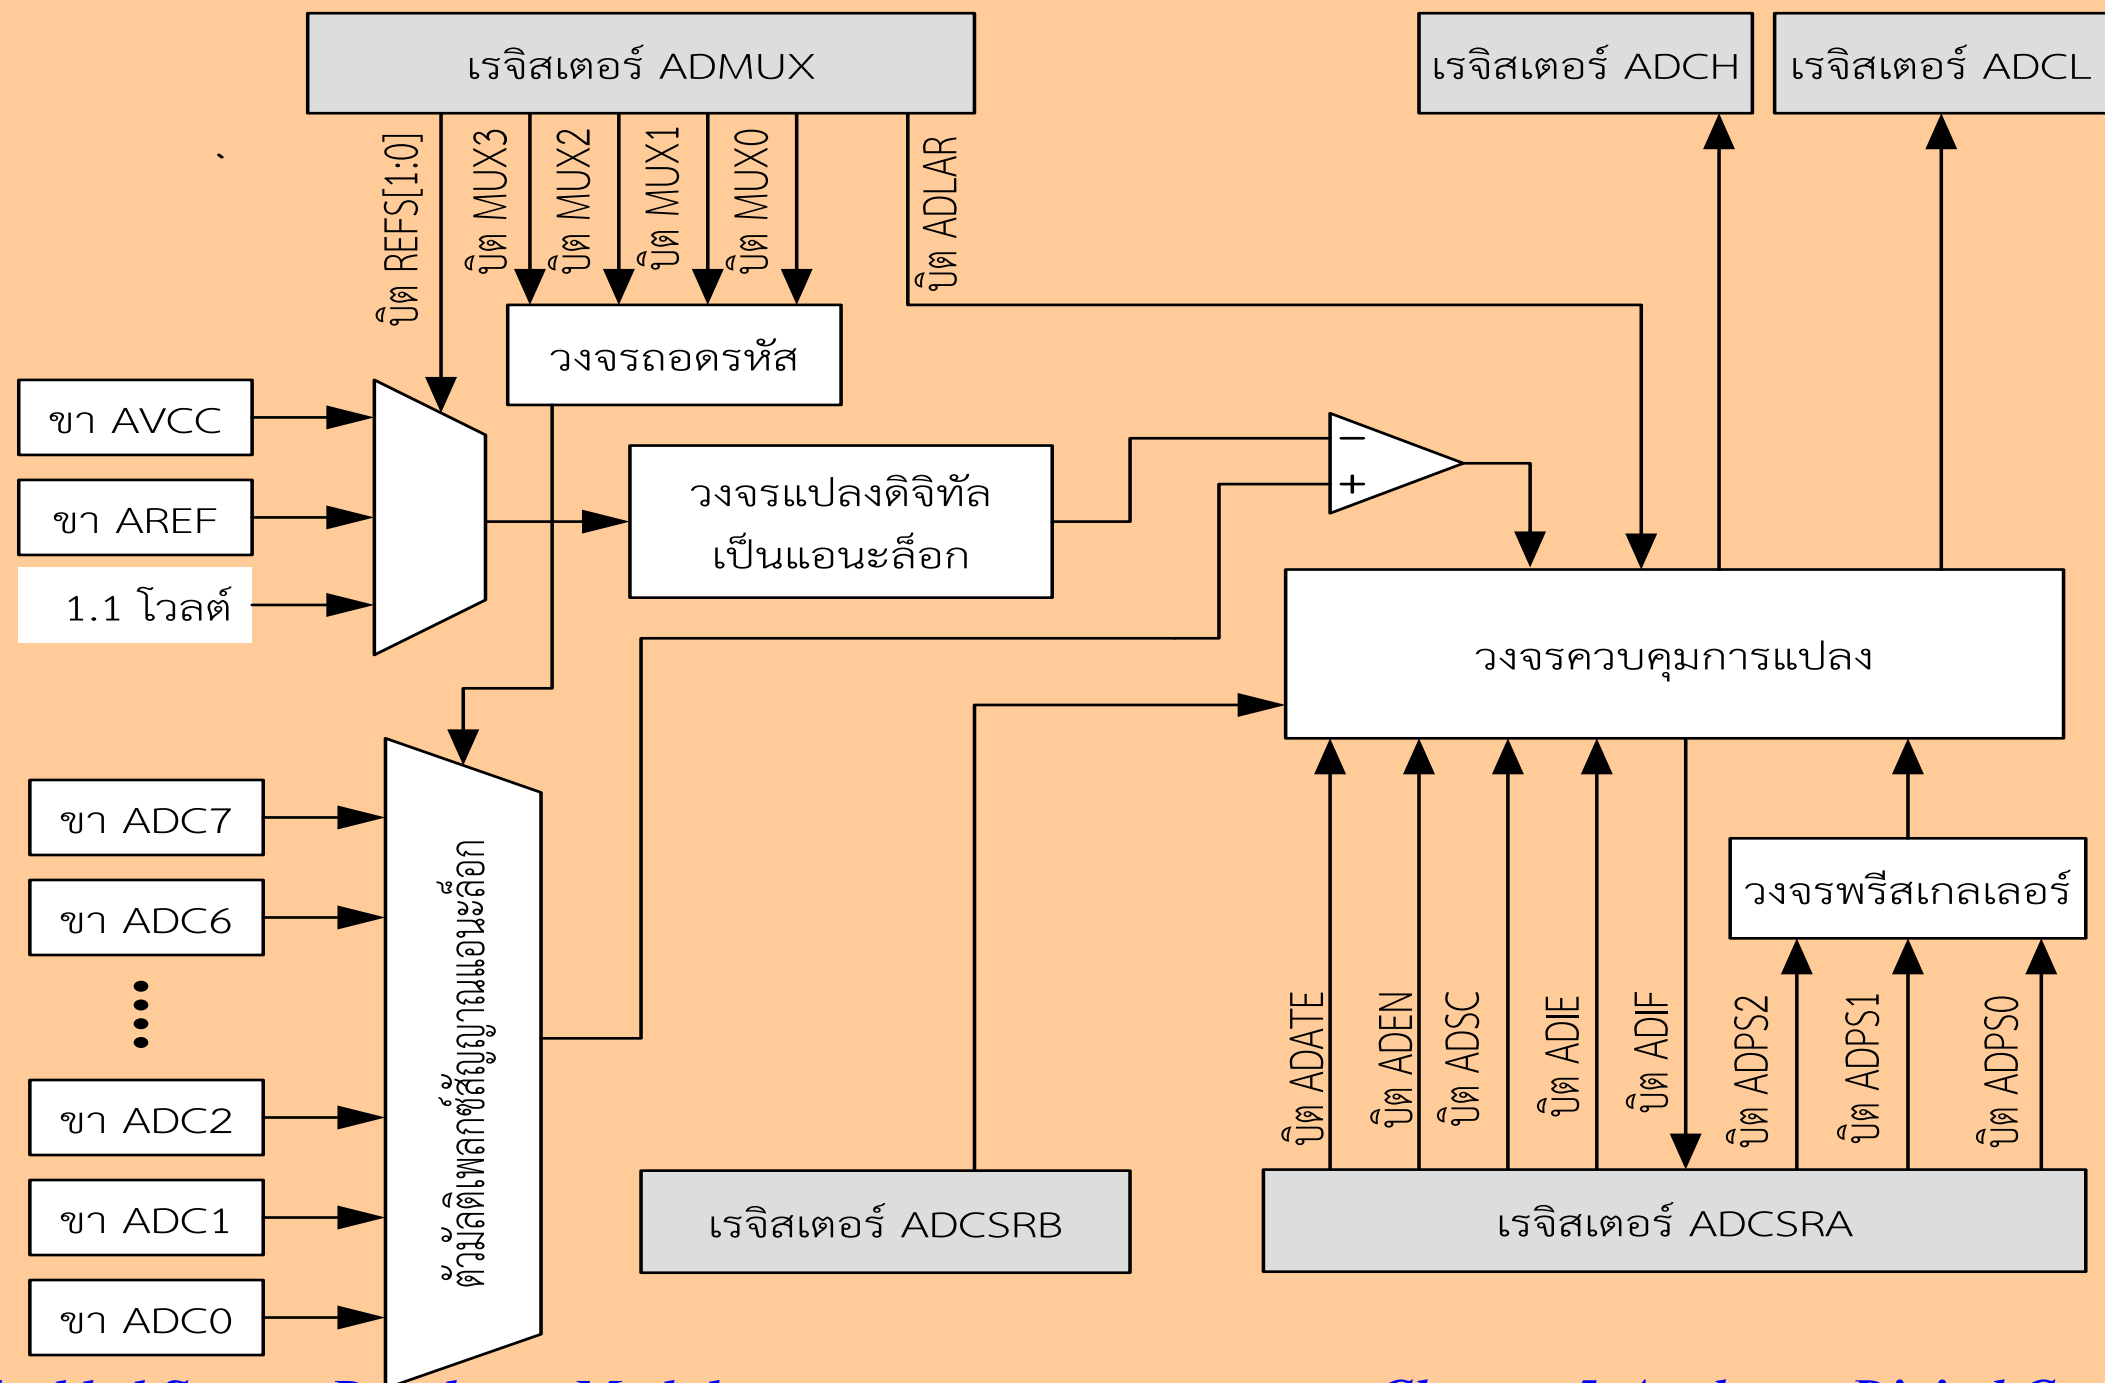 เรจิสเตอร์ ADMUX
เรจิสเตอร์ ADCH
เรจิสเตอร์ ADCL
บิต REFS[1:0]
บิต MUX3
บิต MUX2
บิต MUX1
บิต MUX0
บิต ADLAR
วงจรถอดรหัส
ขา AVCC
ขา AREF
1.1 โวลต์
วงจรแปลงดิจิทัล
เป็นแอนะล็อก
−
+
วงจรควบคุมการแปลง
ขา ADC7
ขา ADC6
ขา ADC2
ขา ADC1
ขา ADC0
ตัวมัลติเพลกซ์สัญญาณแอนะล็อก
วงจรพรีสเกลเลอร์
บิต ADATE
บิต ADEN
บิต ADSC
บิต ADIE
บิต ADIF
บิต ADPS2
บิต ADPS1
บิต ADPS0
เรจิสเตอร์ ADCSRB
เรจิสเตอร์ ADCSRA